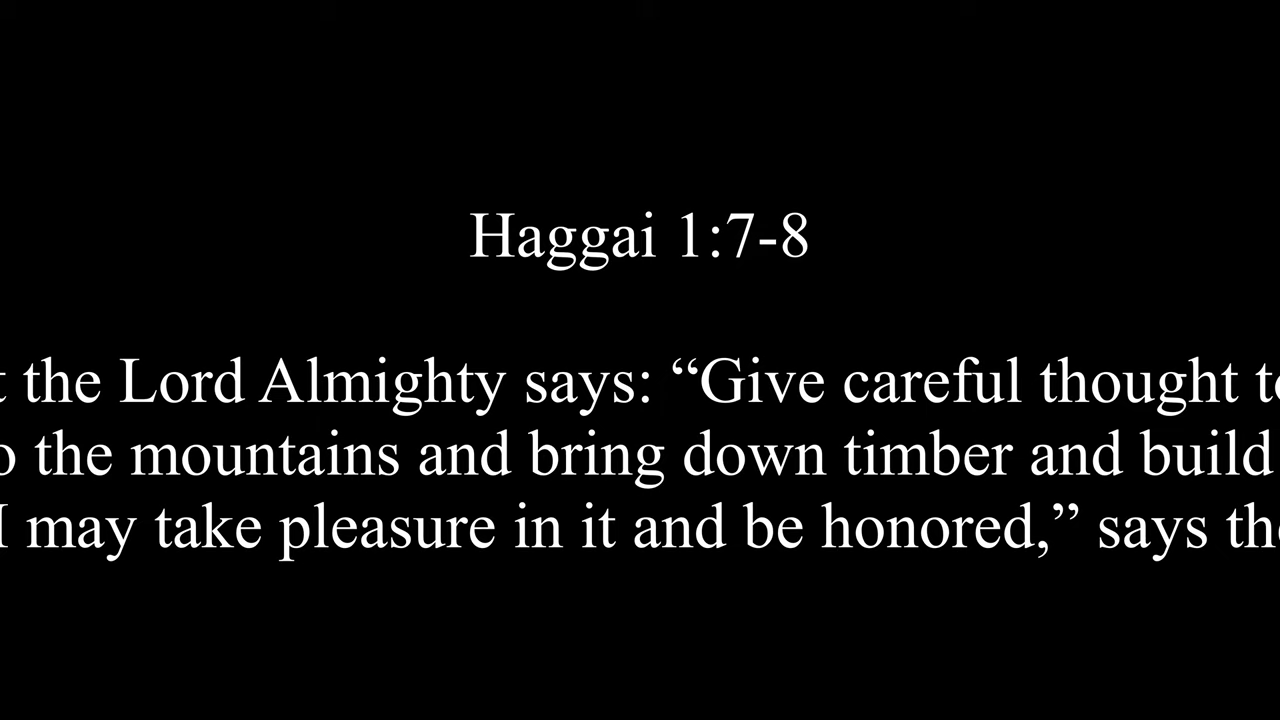 Haggai 1:7-8
the Lord Almighty says: “Give careful thought
the mountains and bring down timber and build
I may take pleasure in it and be honored,” says